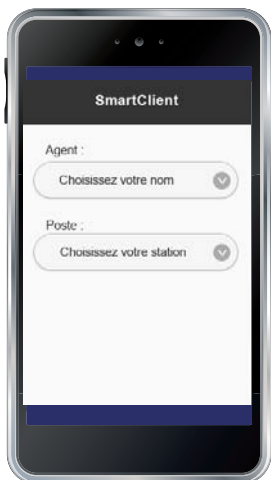 SmartClient
Agent :
Choisissez votre nom
Poste :
Choisissez votre station